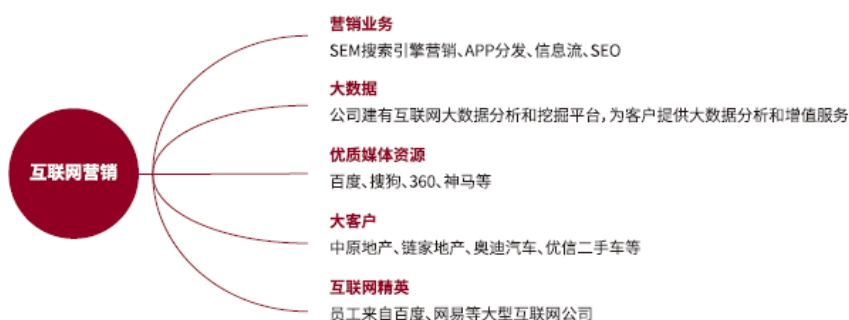 互联网营销
营销业务
SEM搜索引擎营销、APP分发、信息流、SEO
大数据
公司建有互联网大数据分析和挖掘平台,为客户提供大数据分析和增值服务
优质媒体资源
百度、搜狗、360、神马等
大客户
中原地产、链家地产、奥迪汽车、优信二手车等
互联网精英
员工来自百度、网易等大型互联网公司